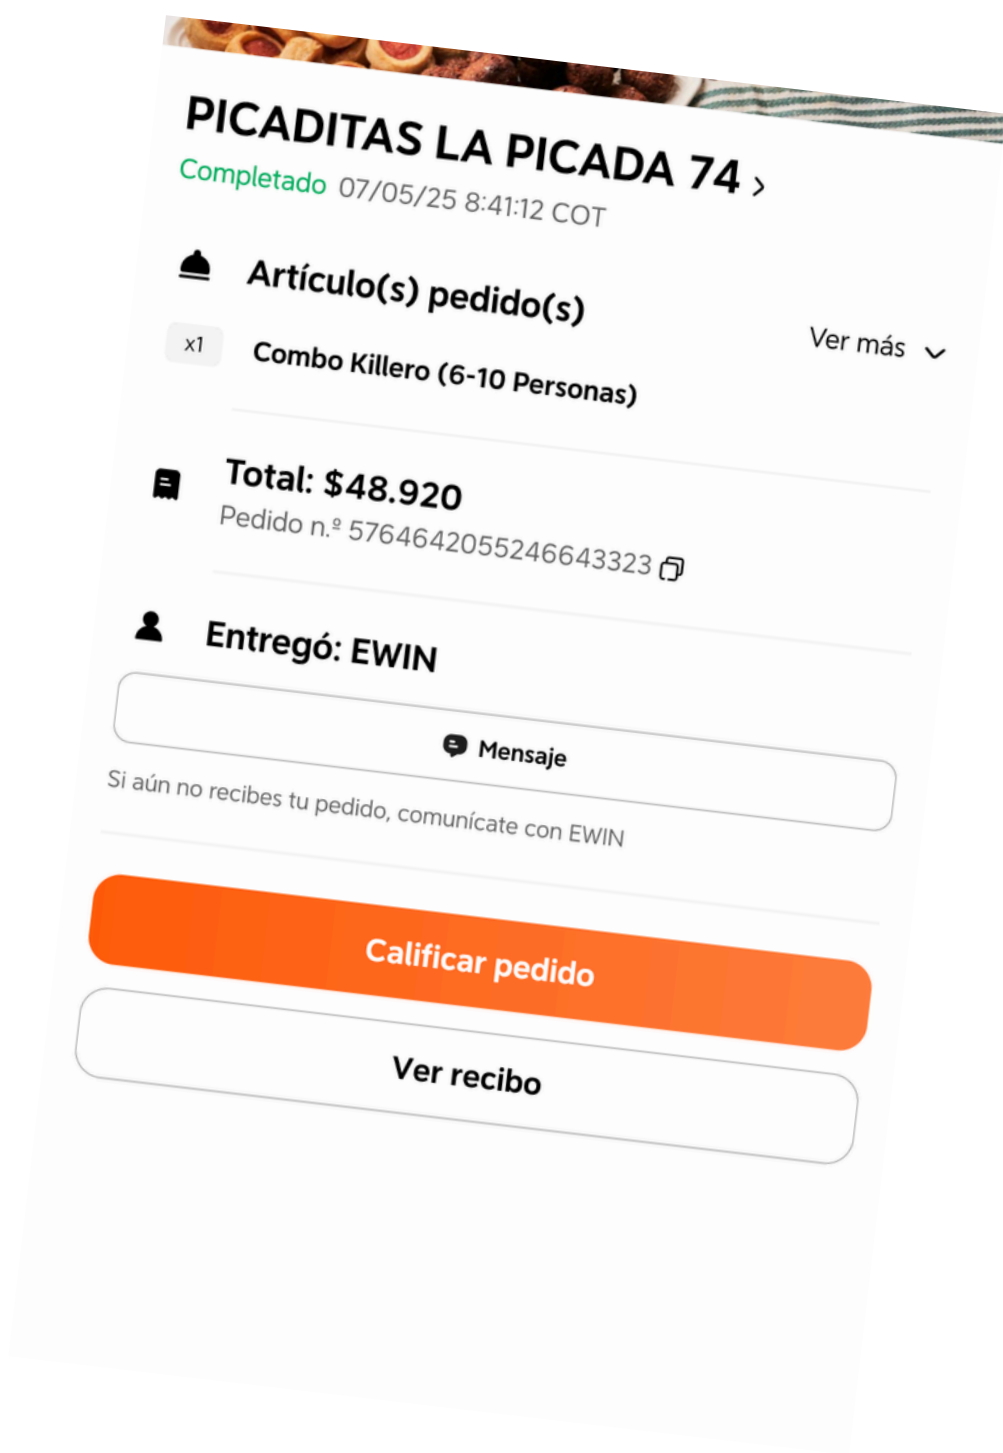 PICADITAS LA PICADA 74
Completado 07/05/25 8:41:12 COT
Artículo(s) pedido(s)
Ver más
x1 Combo Killero (6-10 Personas)
Total: $48.920
Pedido n.º 5764642055246643323
Entregó: EWIN
Mensaje
Si aún no recibes tu pedido, comunícate con EWIN
Calificar pedido
Ver recibo